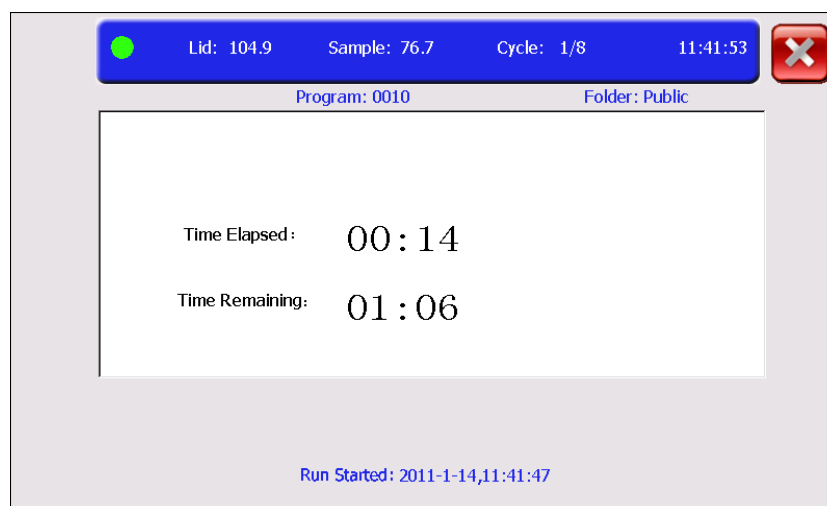 Lid: 104.9 Sample: 76.7 Cycle: 1/8 11:41:53
Program: 0010 Folder: Public
Time Elapsed: 00:14
Time Remaining: 01:06
Run Started: 2011-1-14,11:41:47